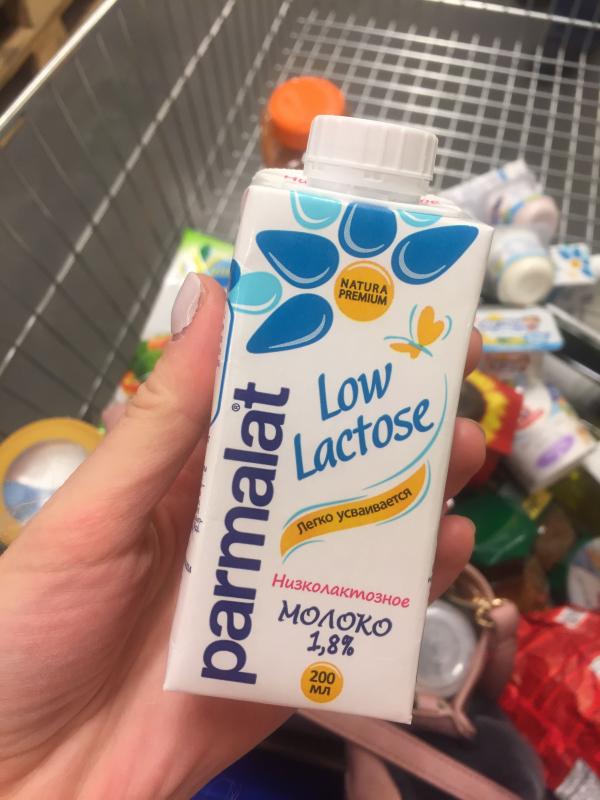 NATURA
PREMIUM
Low
Lactose
parmalat®
Легко усваивается
Низколактозное
МОЛОКО
1,8%
200
МЛ